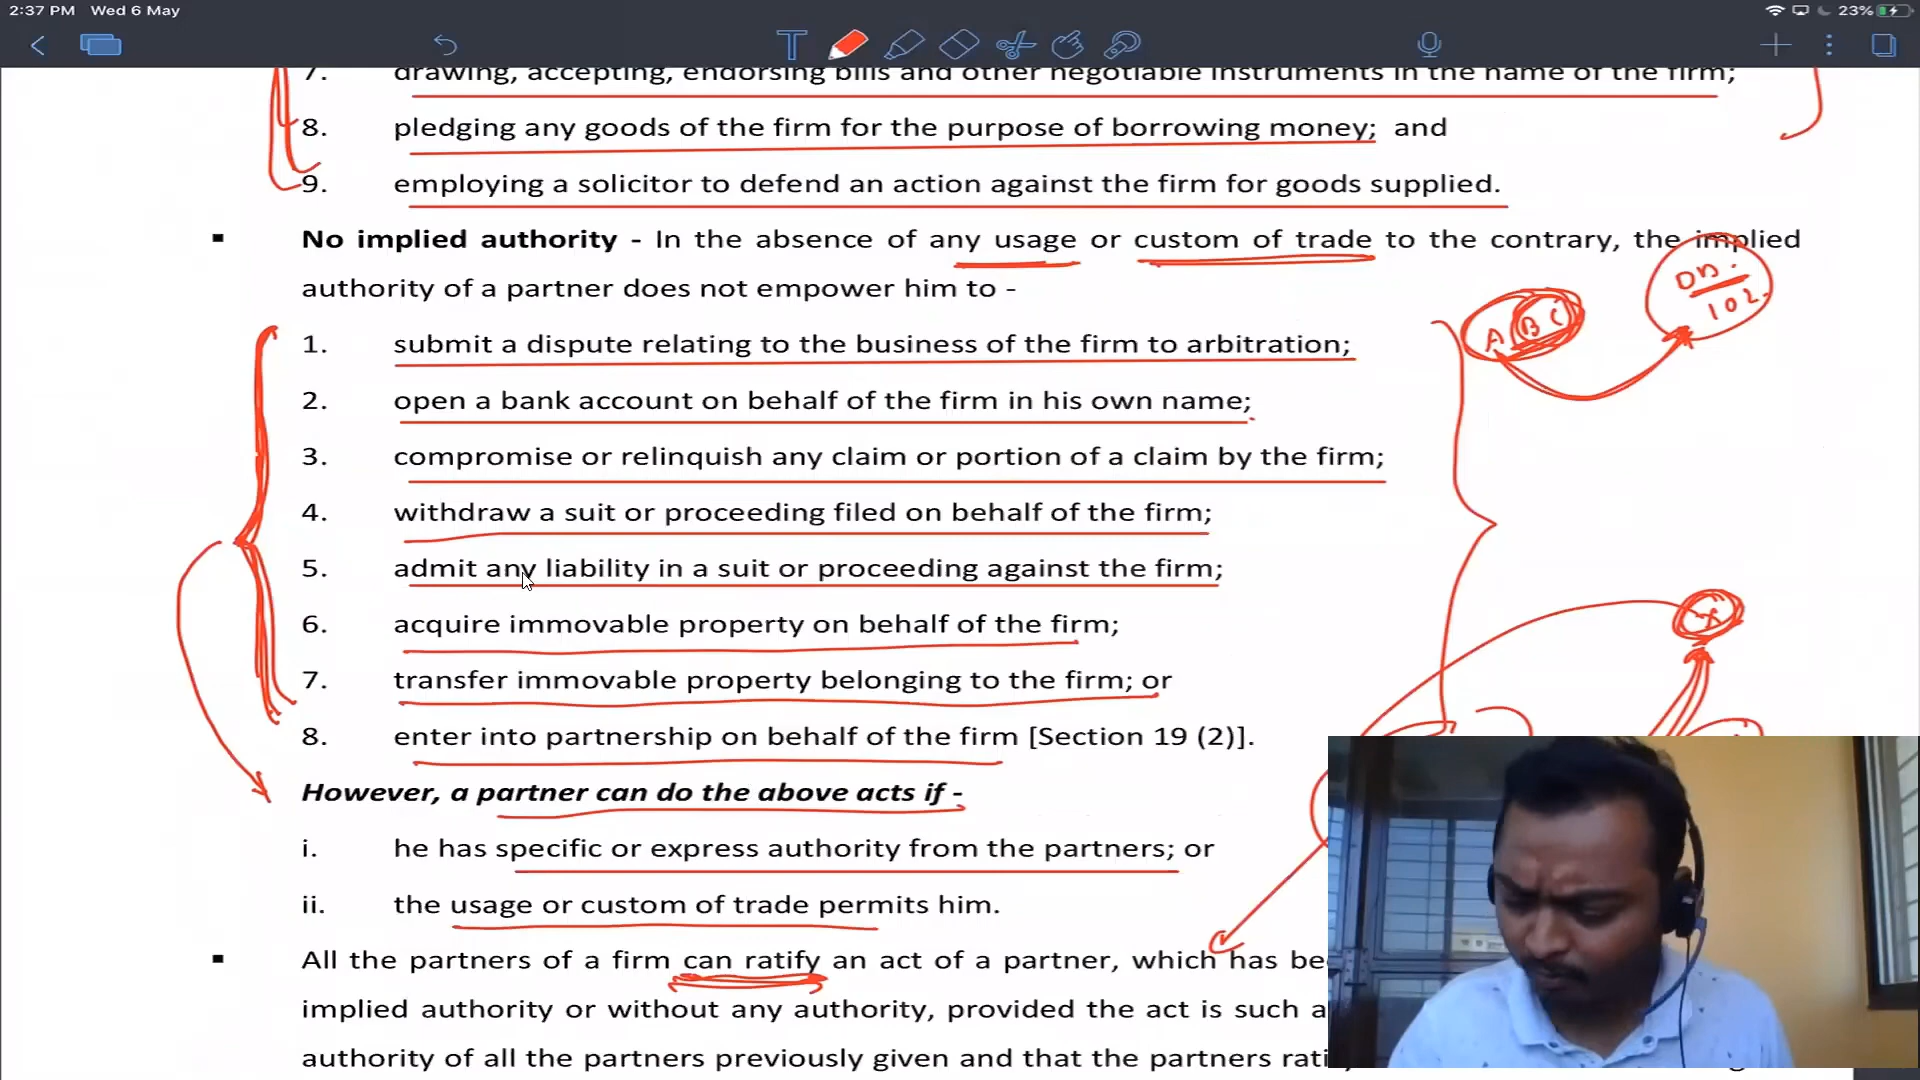 2:37 PM Wed 6 May
23%
7. drawing, accepting, endorsing bills and other negotiable instruments in the name of the firm;
8. pledging any goods of the firm for the purpose of borrowing money; and
9. employing a solicitor to defend an action against the firm for goods supplied.
▪ No implied authority - In the absence of any usage or custom of trade to the contrary, the implied
authority of a partner does not empower him to -
DD.
102.
A B C
1. submit a dispute relating to the business of the firm to arbitration;
2. open a bank account on behalf of the firm in his own name;
3. compromise or relinquish any claim or portion of a claim by the firm;
4. withdraw a suit or proceeding filed on behalf of the firm;
5. admit any liability in a suit or proceeding against the firm;
6. acquire immovable property on behalf of the firm;
X
7. transfer immovable property belonging to the firm; or
8. enter into partnership on behalf of the firm [Section 19 (2)].
However, a partner can do the above acts if -
i. he has specific or express authority from the partners; or
ii. the usage or custom of trade permits him.
▪ All the partners of a firm can ratify an act of a partner, which has be
implied authority or without any authority, provided the act is such a
authority of all the partners previously given and that the partners rati